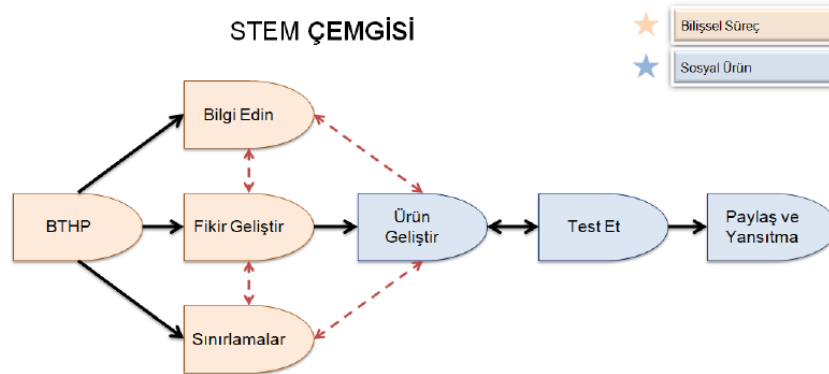 STEM ÇEMGİSİ
Bilişsel Süreç
Sosyal Ürün
Bilgi Edin
BTHP
Fikir Geliştir
Ürün
Geliştir
Test Et
Paylaş ve
Yansıtma
Sınırlamalar